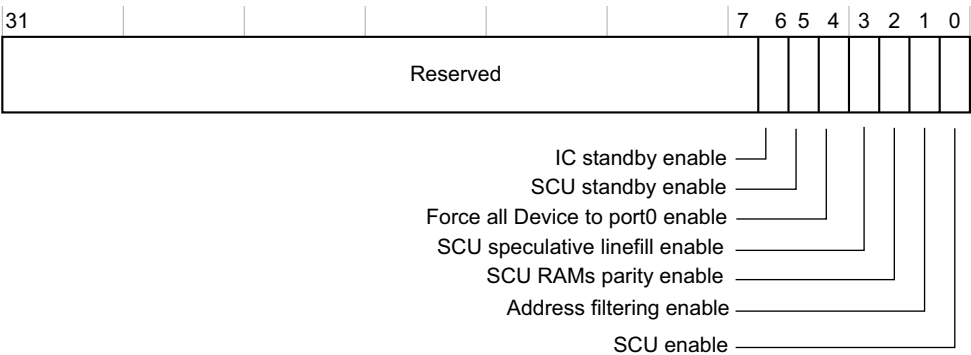 31 7 6 5 4 3 2 1 0
Reserved
IC standby enable
SCU standby enable
Force all Device to port0 enable
SCU speculative linefill enable
SCU RAMs parity enable
Address filtering enable
SCU enable